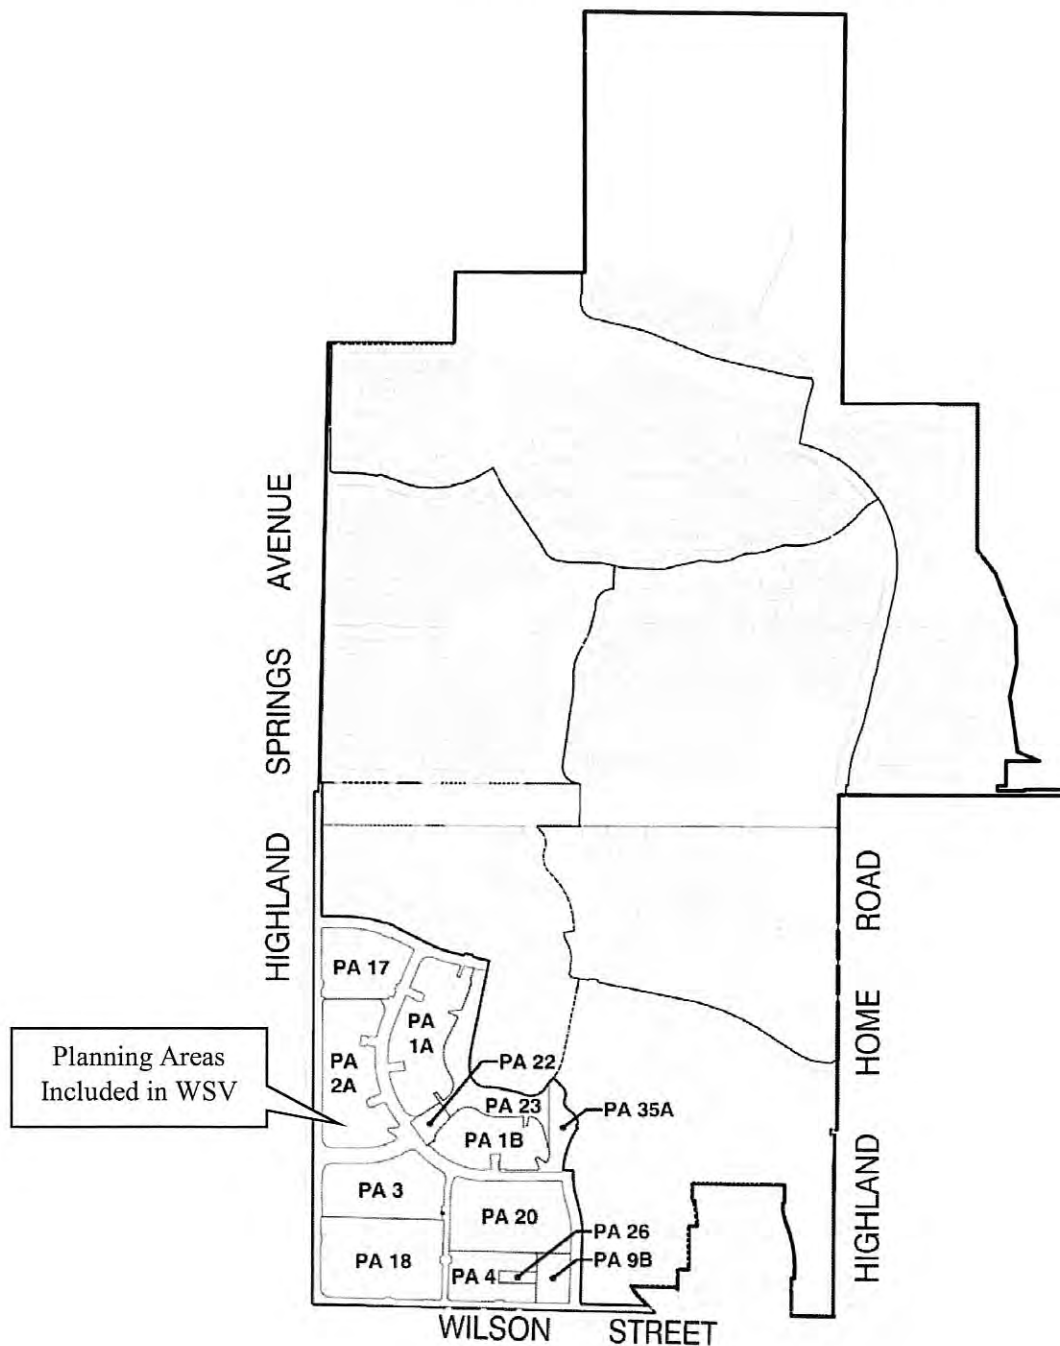 HIGHLAND SPRINGS AVENUE
PA 17
PA
1A
Planning Areas
Included in WSV
PA
2A
PA 22
PA 23
PA 35A
PA 1B
PA 3
PA 20
PA 26
PA 18
PA 4
PA 9B
WILSON STREET
HIGHLAND HOME ROAD